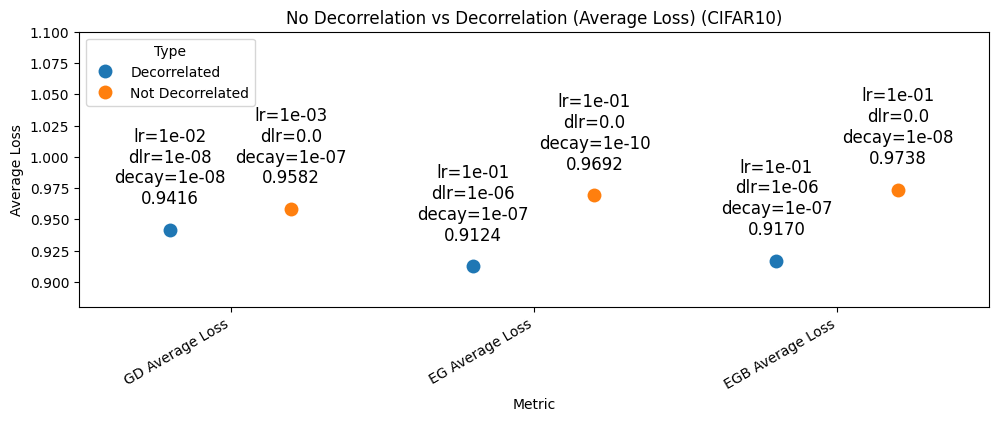 No Decorrelation vs Decorrelation (Average Loss) (CIFAR10)
Average Loss
1.100
1.075
1.050
1.025
1.000
0.975
0.950
0.925
0.900
Type
Decorrelated
Not Decorrelated
lr=1e-02
dlr=1e-08
decay=1e-08
0.9416
lr=1e-03
dlr=0.0
decay=1e-07
0.9582
lr=1e-01
dlr=1e-06
decay=1e-07
0.9124
lr=1e-01
dlr=0.0
decay=1e-10
0.9692
lr=1e-01
dlr=1e-06
decay=1e-07
0.9170
lr=1e-01
dlr=0.0
decay=1e-08
0.9738
GD Average Loss
EG Average Loss
EGB Average Loss
Metric